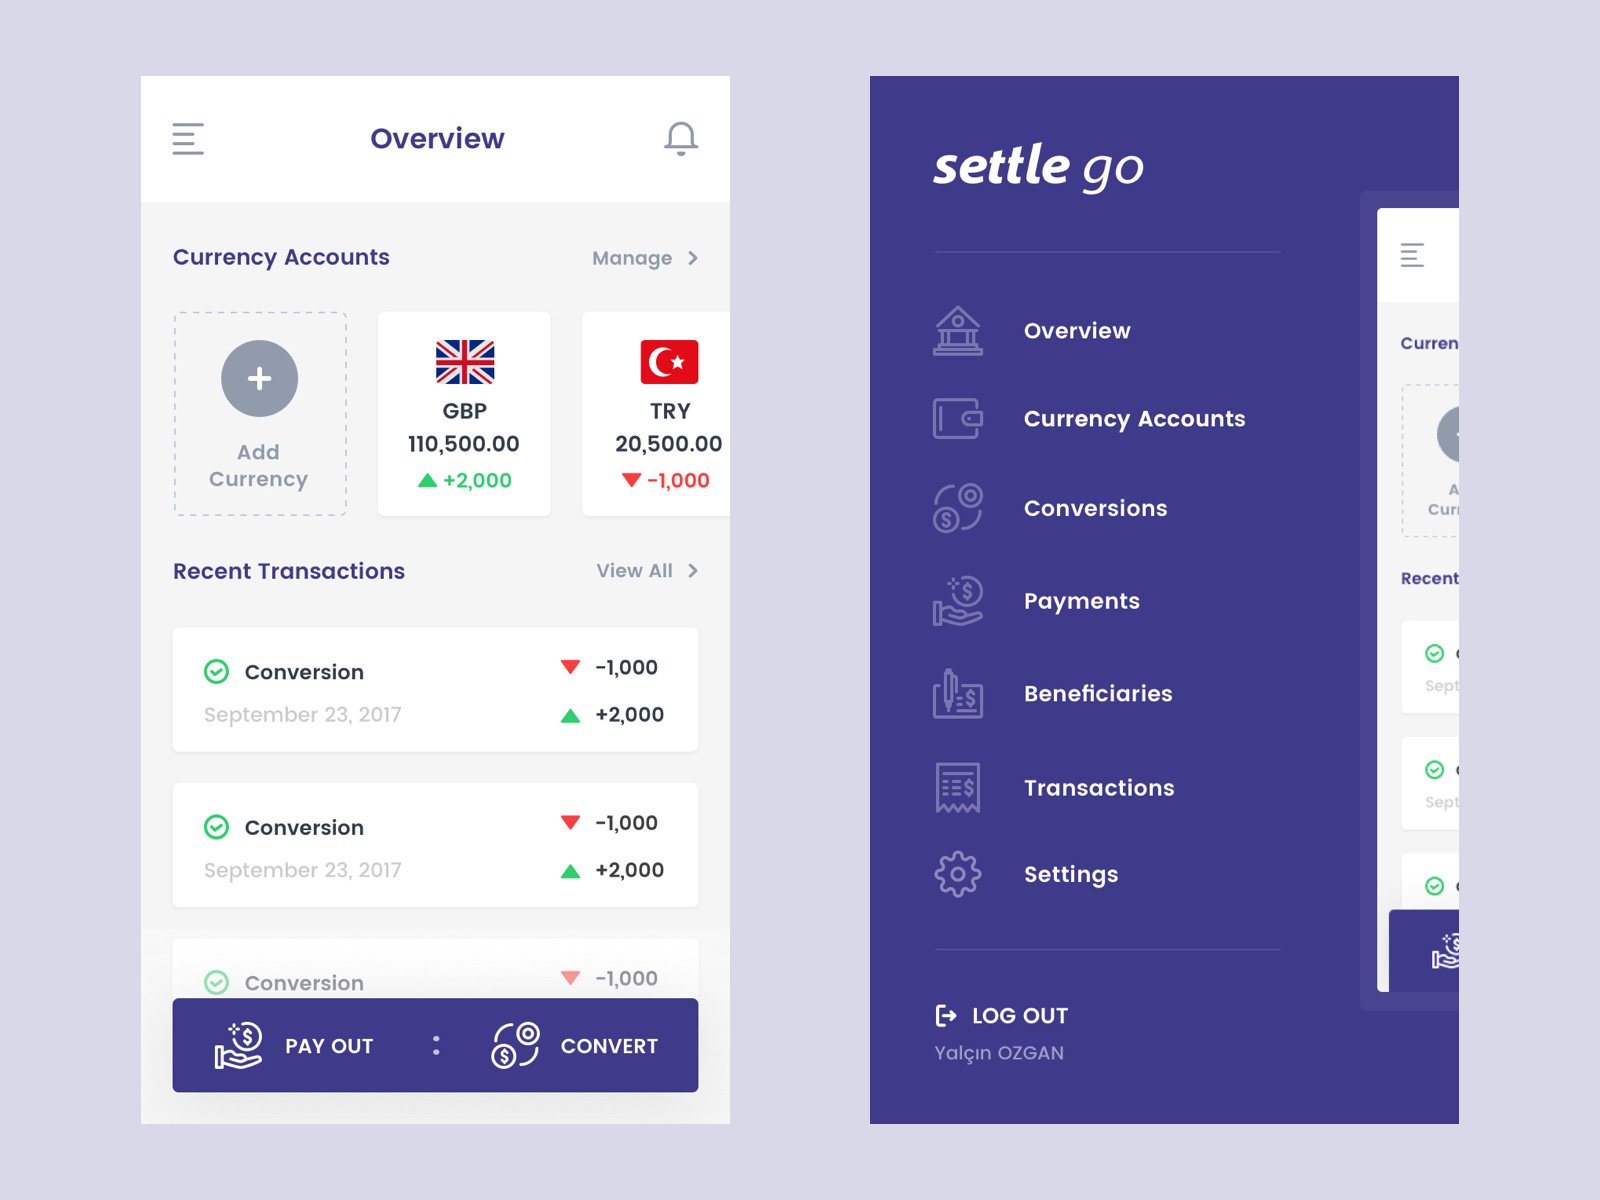 Overview
Currency Accounts
Manage
Add
Currency
GBP
110,500.00
+2,000
TRY
20,500.00
-1,000
Recent Transactions
View All
Conversion
-1,000
September 23, 2017
+2,000
Conversion
-1,000
September 23, 2017
+2,000
Conversion
-1,000
PAY OUT
:
CONVERT
settle go
Overview
Currency Accounts
Conversions
Payments
Beneficiaries
Transactions
Settings
LOG OUT
Yalçın OZGAN
Curren
A
Curr
Recent
Sept
Sept